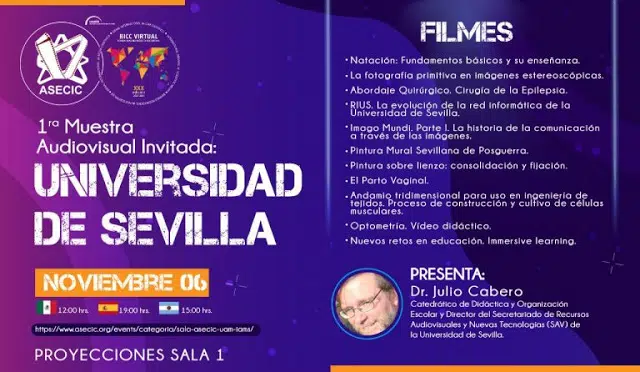 ASECIC
RICC VIRTUAL
XXX
1ra Muestra
Audiovisual Invitada:
UNIVERSIDAD
DE SEVILLA
NOVIEMBRE 06
12:00 hrs. 19:00 hrs. 15:00 hrs.
https://www.asecic.org/events/categoria/sala-asecic-uam-iams/
PROYECCIONES SALA 1
FILMES
• Natación: Fundamentos básicos y su enseñanza.
• La fotografía primitiva en imágenes estereoscópicas.
• Abordaje Quirúrgico. Cirugía de la Epilepsia.
• RIUS. La evolución de la red informática de la
Universidad de Sevilla.
• Imago Mundi. Parte I. La historia de la comunicación
a través de las imágenes.
• Pintura Mural Sevillana de Posguerra.
• Pintura sobre lienzo: consolidación y fijación.
• El Parto Vaginal.
• Andamio tridimensional para uso en ingeniería de
tejidos. Proceso de construcción y cultivo de células
musculares.
• Optometría. Vídeo didáctico.
• Nuevos retos en educación. Immersive learning.
PRESENTA:
Dr. Julio Cabero
Catedrático de Didáctica y Organización
Escolar y Director del Secretariado de Recursos
Audiovisuales y Nuevas Tecnologías (SAV) de
la Universidad de Sevilla.